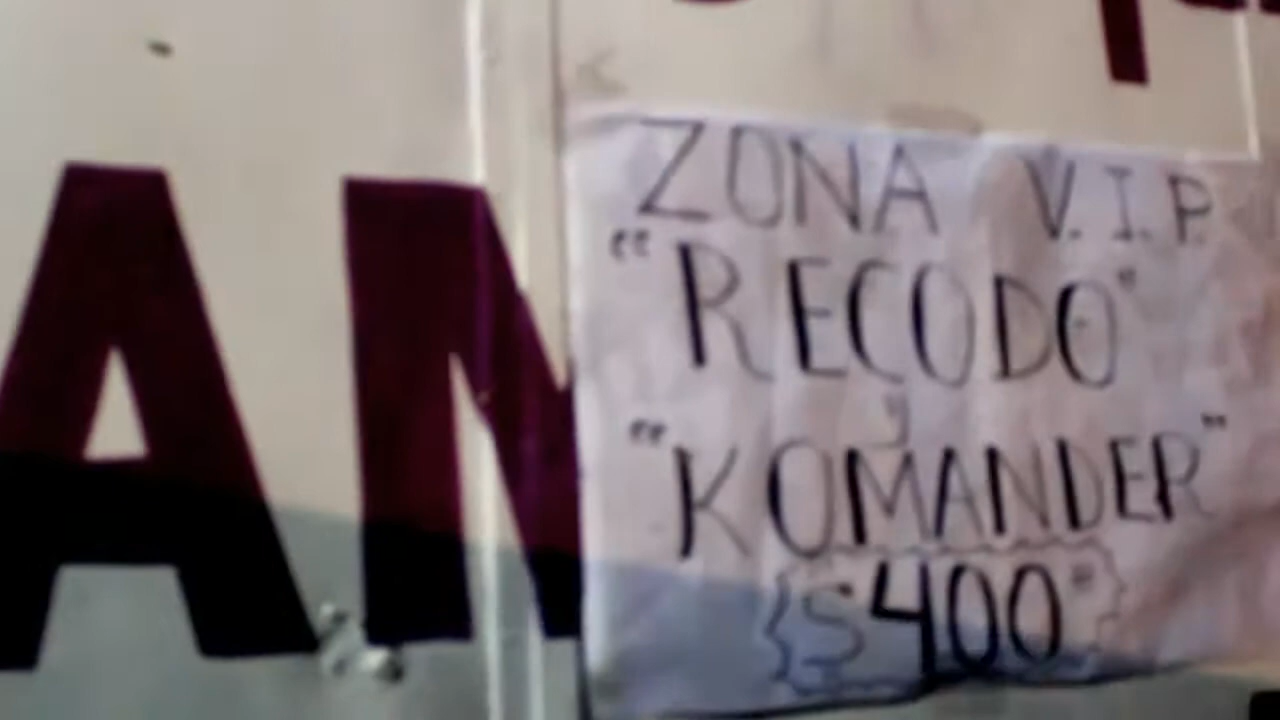 AN
ZONA V.I.P.
"RECODO"
y
"KOMANDER"
$400